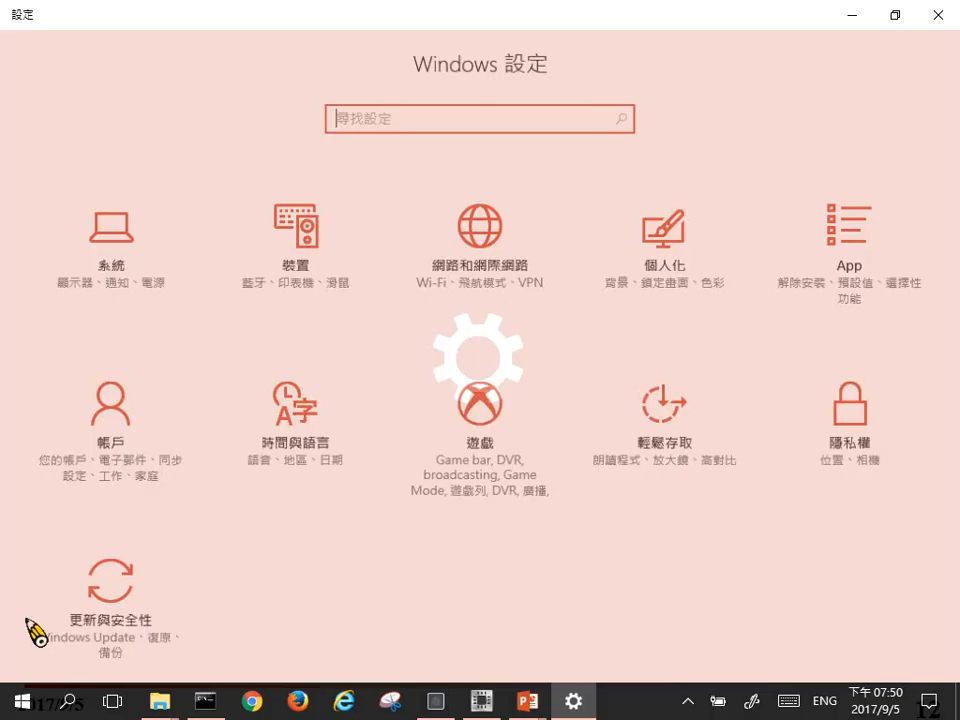 設定
Windows 設定
尋找設定
系統
顯示器、通知、電源
裝置
藍牙、印表機、滑鼠
網路和網際網路
Wi-Fi、飛航模式、VPN
個人化
背景、鎖定畫面、色彩
App
解除安裝、預設值、選擇性
功能
帳戶
您的帳戶、電子郵件、同步
設定、工作、家庭
時間與語言
語音、地區、日期
遊戲
Game bar, DVR,
broadcasting, Game
Mode, 遊戲列, DVR, 廣播,
輕鬆存取
朗讀程式、放大鏡、高對比
隱私權
位置、相機
更新與安全性
Windows Update、復原、
備份
2017/9/5
ENG
下午 07:50
2017/9/5
12